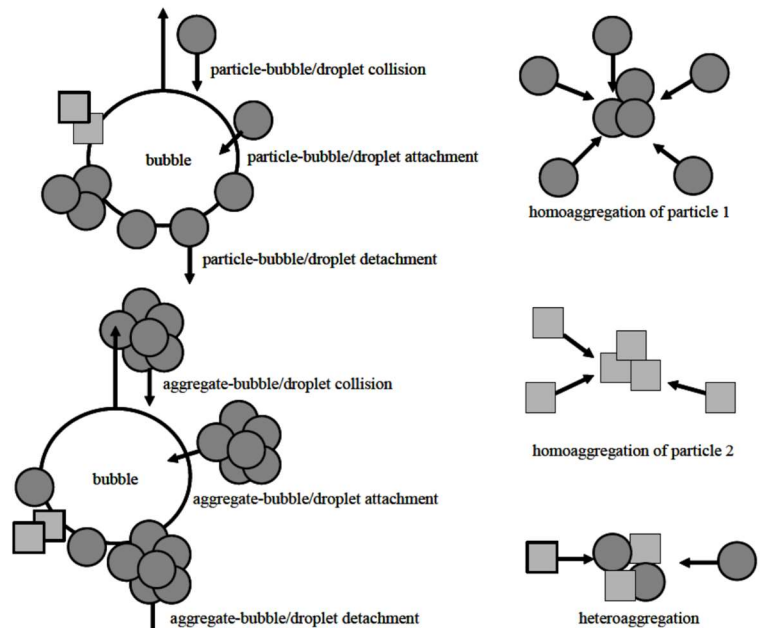 particle-bubble/droplet collision
bubble
particle-bubble/droplet attachment
particle-bubble/droplet detachment
aggregate-bubble/droplet collision
bubble
aggregate-bubble/droplet attachment
aggregate-bubble/droplet detachment
homoaggregation of particle 1
homoaggregation of particle 2
heteroaggregation